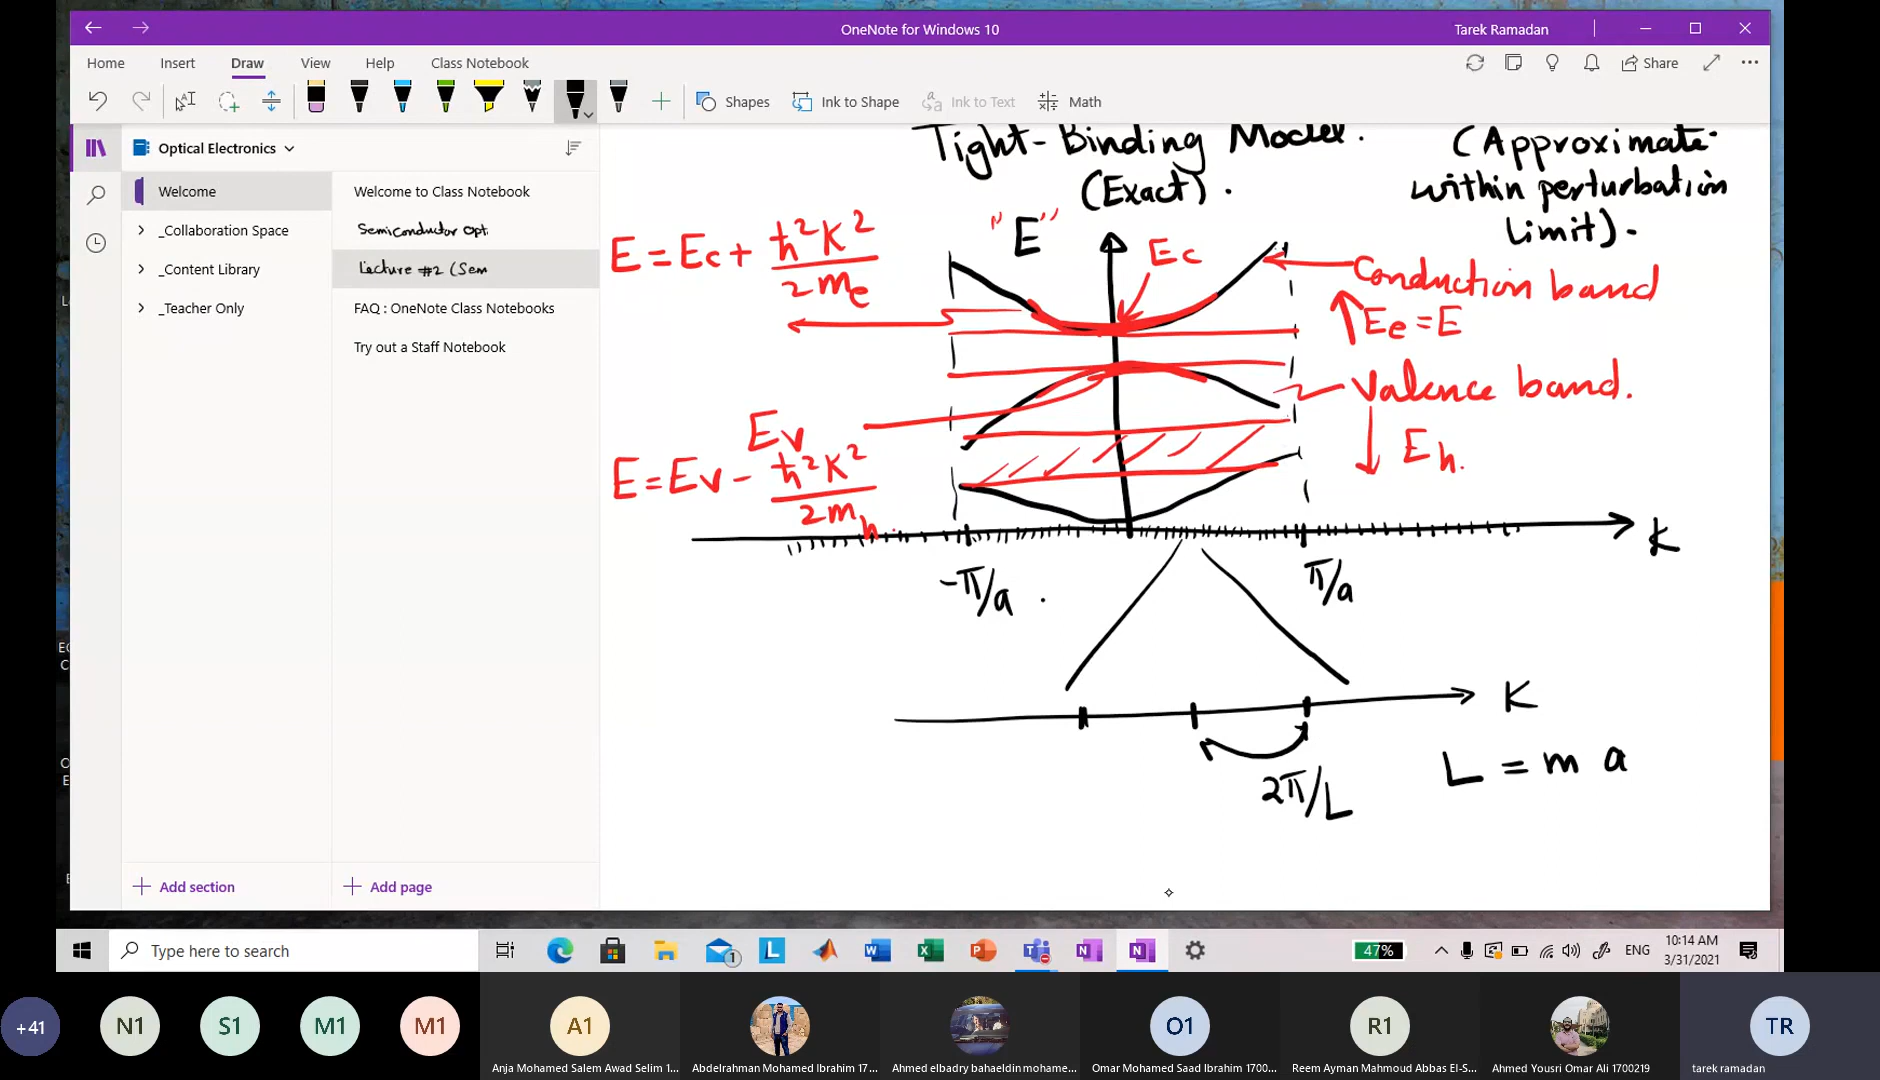 OneNote for Windows 10
Tarek Ramadan
Home Insert Draw View Help Class Notebook
Share
Shapes Ink to Shape Ink to Text Math
Optical Electronics
Welcome
_Collaboration Space
_Content Library
_Teacher Only
Welcome to Class Notebook
Semiconductor Opt
Lecture #2 (Sem
FAQ : OneNote Class Notebooks
Try out a Staff Notebook
Add section
Add page
Tight-Binding Model.
(Exact).
(Approximate
within perturbation
limit).
E = Ec + ħ²K²/2me
"E"
Ec
Conduction band
Ee = E
Valence band.
Eh.
Ev
E = Ev - ħ²K²/2mh.
K
-π/a
π/a
K
2π/L
L = m a
Type here to search
1
47%
ENG
10:14 AM
3/31/2021
+41
N1
S1
M1
M1
A1
O1
R1
TR
Anja Mohamed Salem Awad Selim 1...
Abdelrahman Mohamed Ibrahim 17...
Ahmed elbadry bahaeldin mohame...
Omar Mohamed Saad Ibrahim 1700...
Reem Ayman Mahmoud Abbas El-S...
Ahmed Yousri Omar Ali 1700219
tarek ramadan